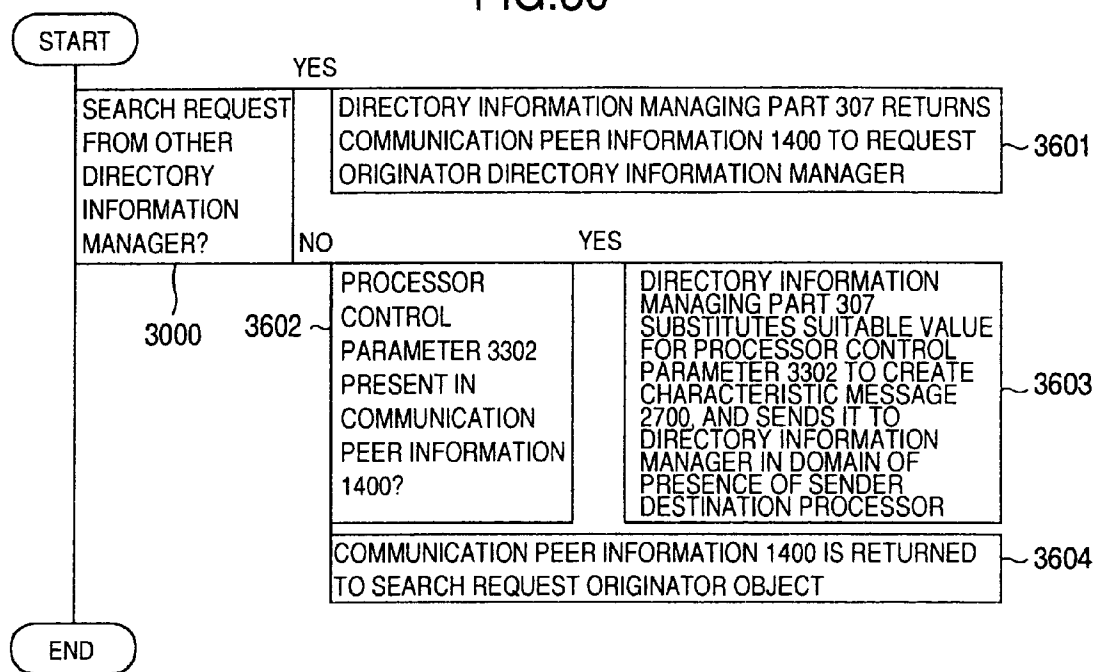 START
YES
SEARCH REQUEST
FROM OTHER
DIRECTORY
INFORMATION
MANAGER?
DIRECTORY INFORMATION MANAGING PART 307 RETURNS
COMMUNICATION PEER INFORMATION 1400 TO REQUEST
ORIGINATOR DIRECTORY INFORMATION MANAGER
3601
NO
YES
3000
3602
PROCESSOR
CONTROL
PARAMETER 3302
PRESENT IN
COMMUNICATION
PEER INFORMATION
1400?
DIRECTORY INFORMATION
MANAGING PART 307
SUBSTITUTES SUITABLE VALUE
FOR PROCESSOR CONTROL
PARAMETER 3302 TO CREATE
CHARACTERISTIC MESSAGE
2700, AND SENDS IT TO
DIRECTORY INFORMATION
MANAGER IN DOMAIN OF
PRESENCE OF SENDER
DESTINATION PROCESSOR
3603
COMMUNICATION PEER INFORMATION 1400 IS RETURNED
TO SEARCH REQUEST ORIGINATOR OBJECT
3604
END